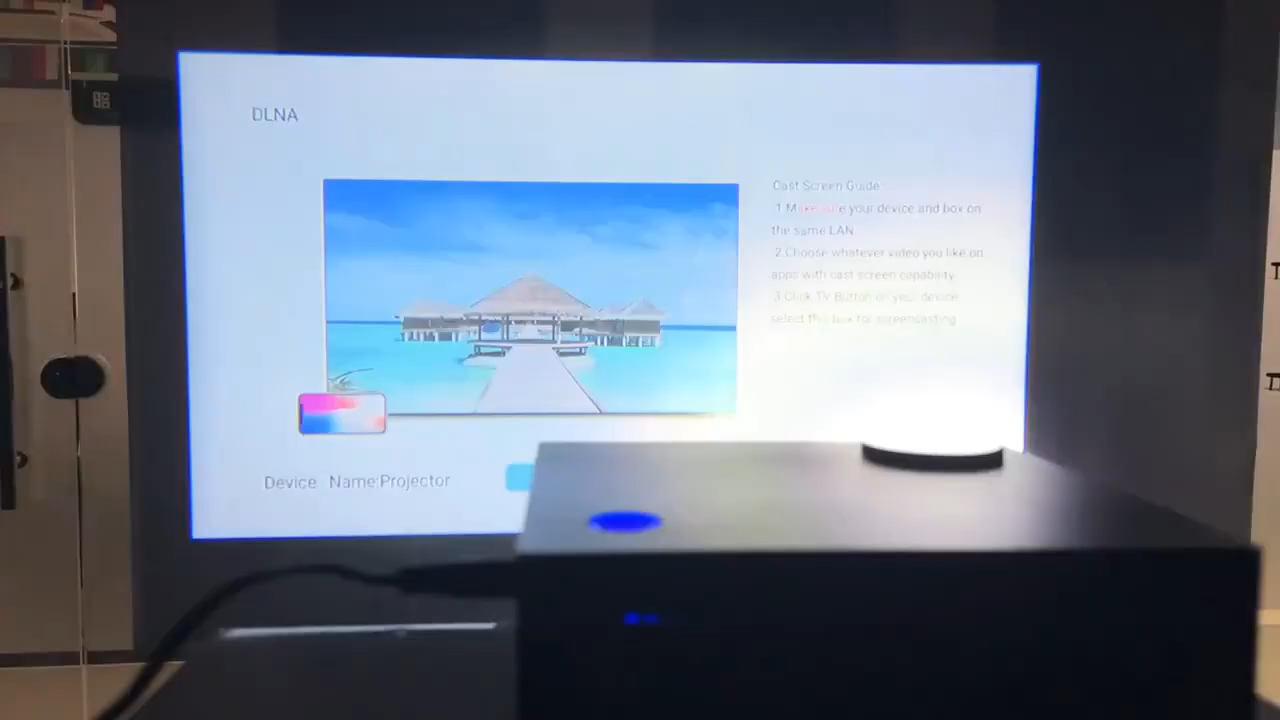 DLNA
Cast Screen Guide
1 Make sure your device and box on
the same LAN
2.Choose whatever video you like on
apps with cast screen capability
3 Click TV Button on your device
select this box for screencasting
Device Name:Projector